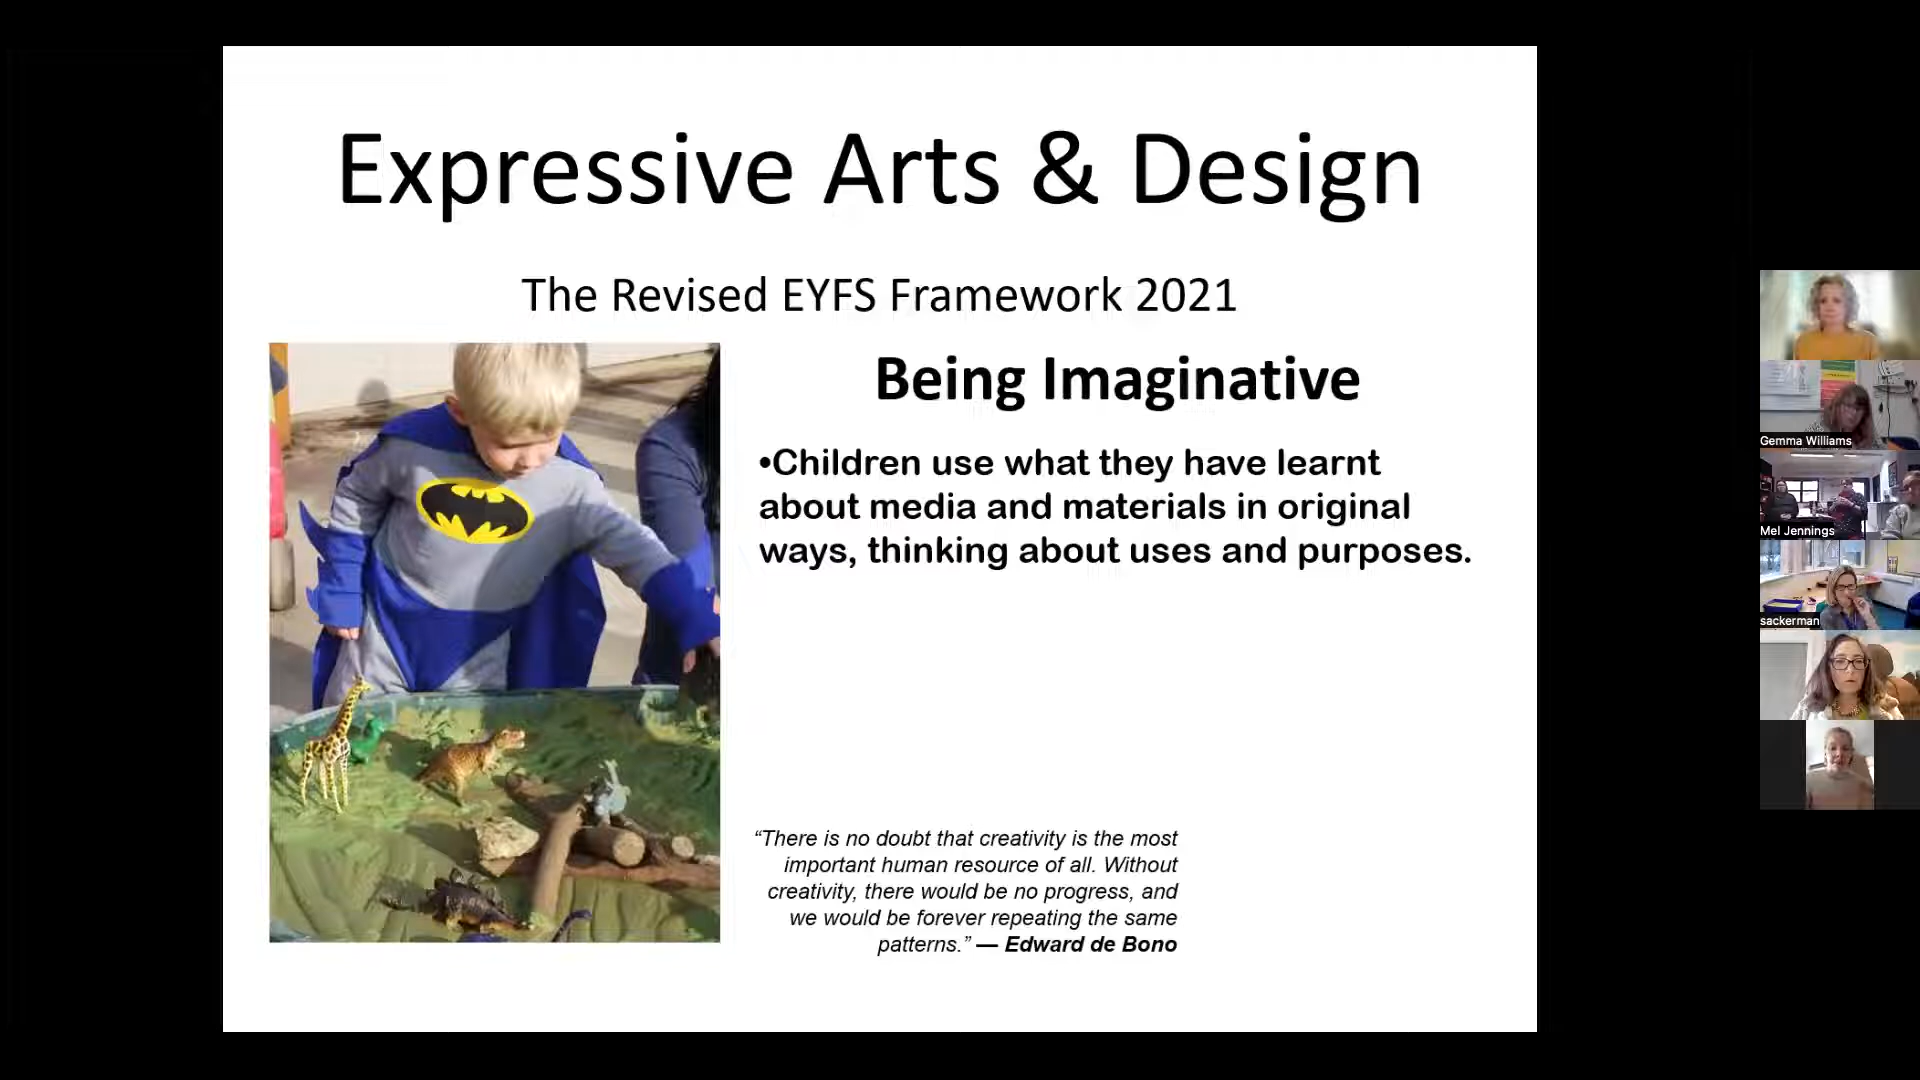 Expressive Arts & Design
The Revised EYFS Framework 2021
Being Imaginative
•Children use what they have learnt
about media and materials in original
ways, thinking about uses and purposes.
“There is no doubt that creativity is the most
important human resource of all. Without
creativity, there would be no progress, and
we would be forever repeating the same
patterns.” — Edward de Bono
Gemma Williams
Mel Jennings
sackerman